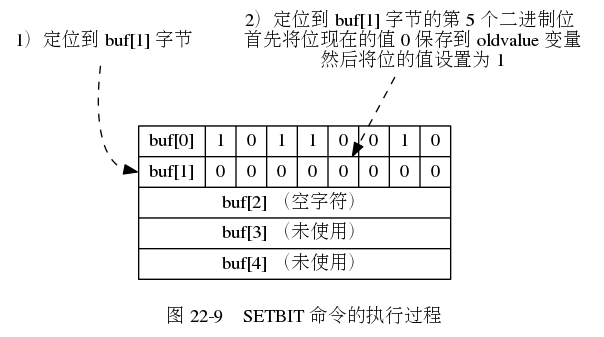 1）定位到 buf[1] 字节
2）定位到 buf[1] 字节的第 5 个二进制位
首先将位现在的值 0 保存到 oldvalue 变量
然后将位的值设置为 1
buf[0] 1 0 1 1 0 0 1 0
buf[1] 0 0 0 0 0 0 0 0
buf[2] （空字符）
buf[3] （未使用）
buf[4] （未使用）
图 22-9 SETBIT 命令的执行过程